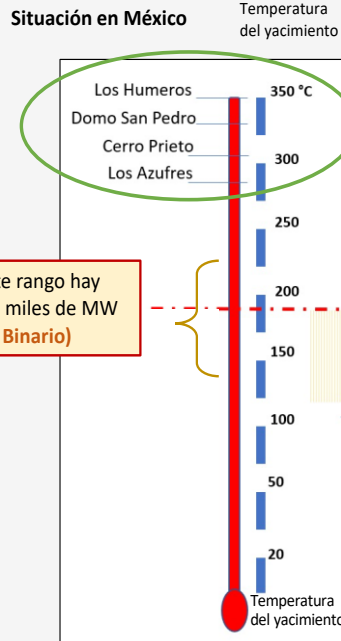 Situación en México
Temperatura
del yacimiento
Los Humeros
350 °C
Domo San Pedro
Cerro Prieto
300
Los Azufres
250
te rango hay
miles de MW
Binario)
200
150
100
50
20
Temperatura
del yacimiento